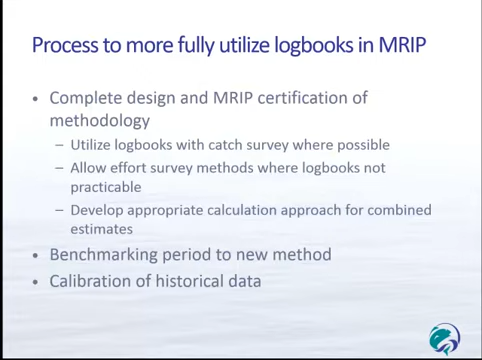 Process to more fully utilize logbooks in MRIP
• Complete design and MRIP certification of
methodology
– Utilize logbooks with catch survey where possible
– Allow effort survey methods where logbooks not
practicable
– Develop appropriate calculation approach for combined
estimates
• Benchmarking period to new method
• Calibration of historical data